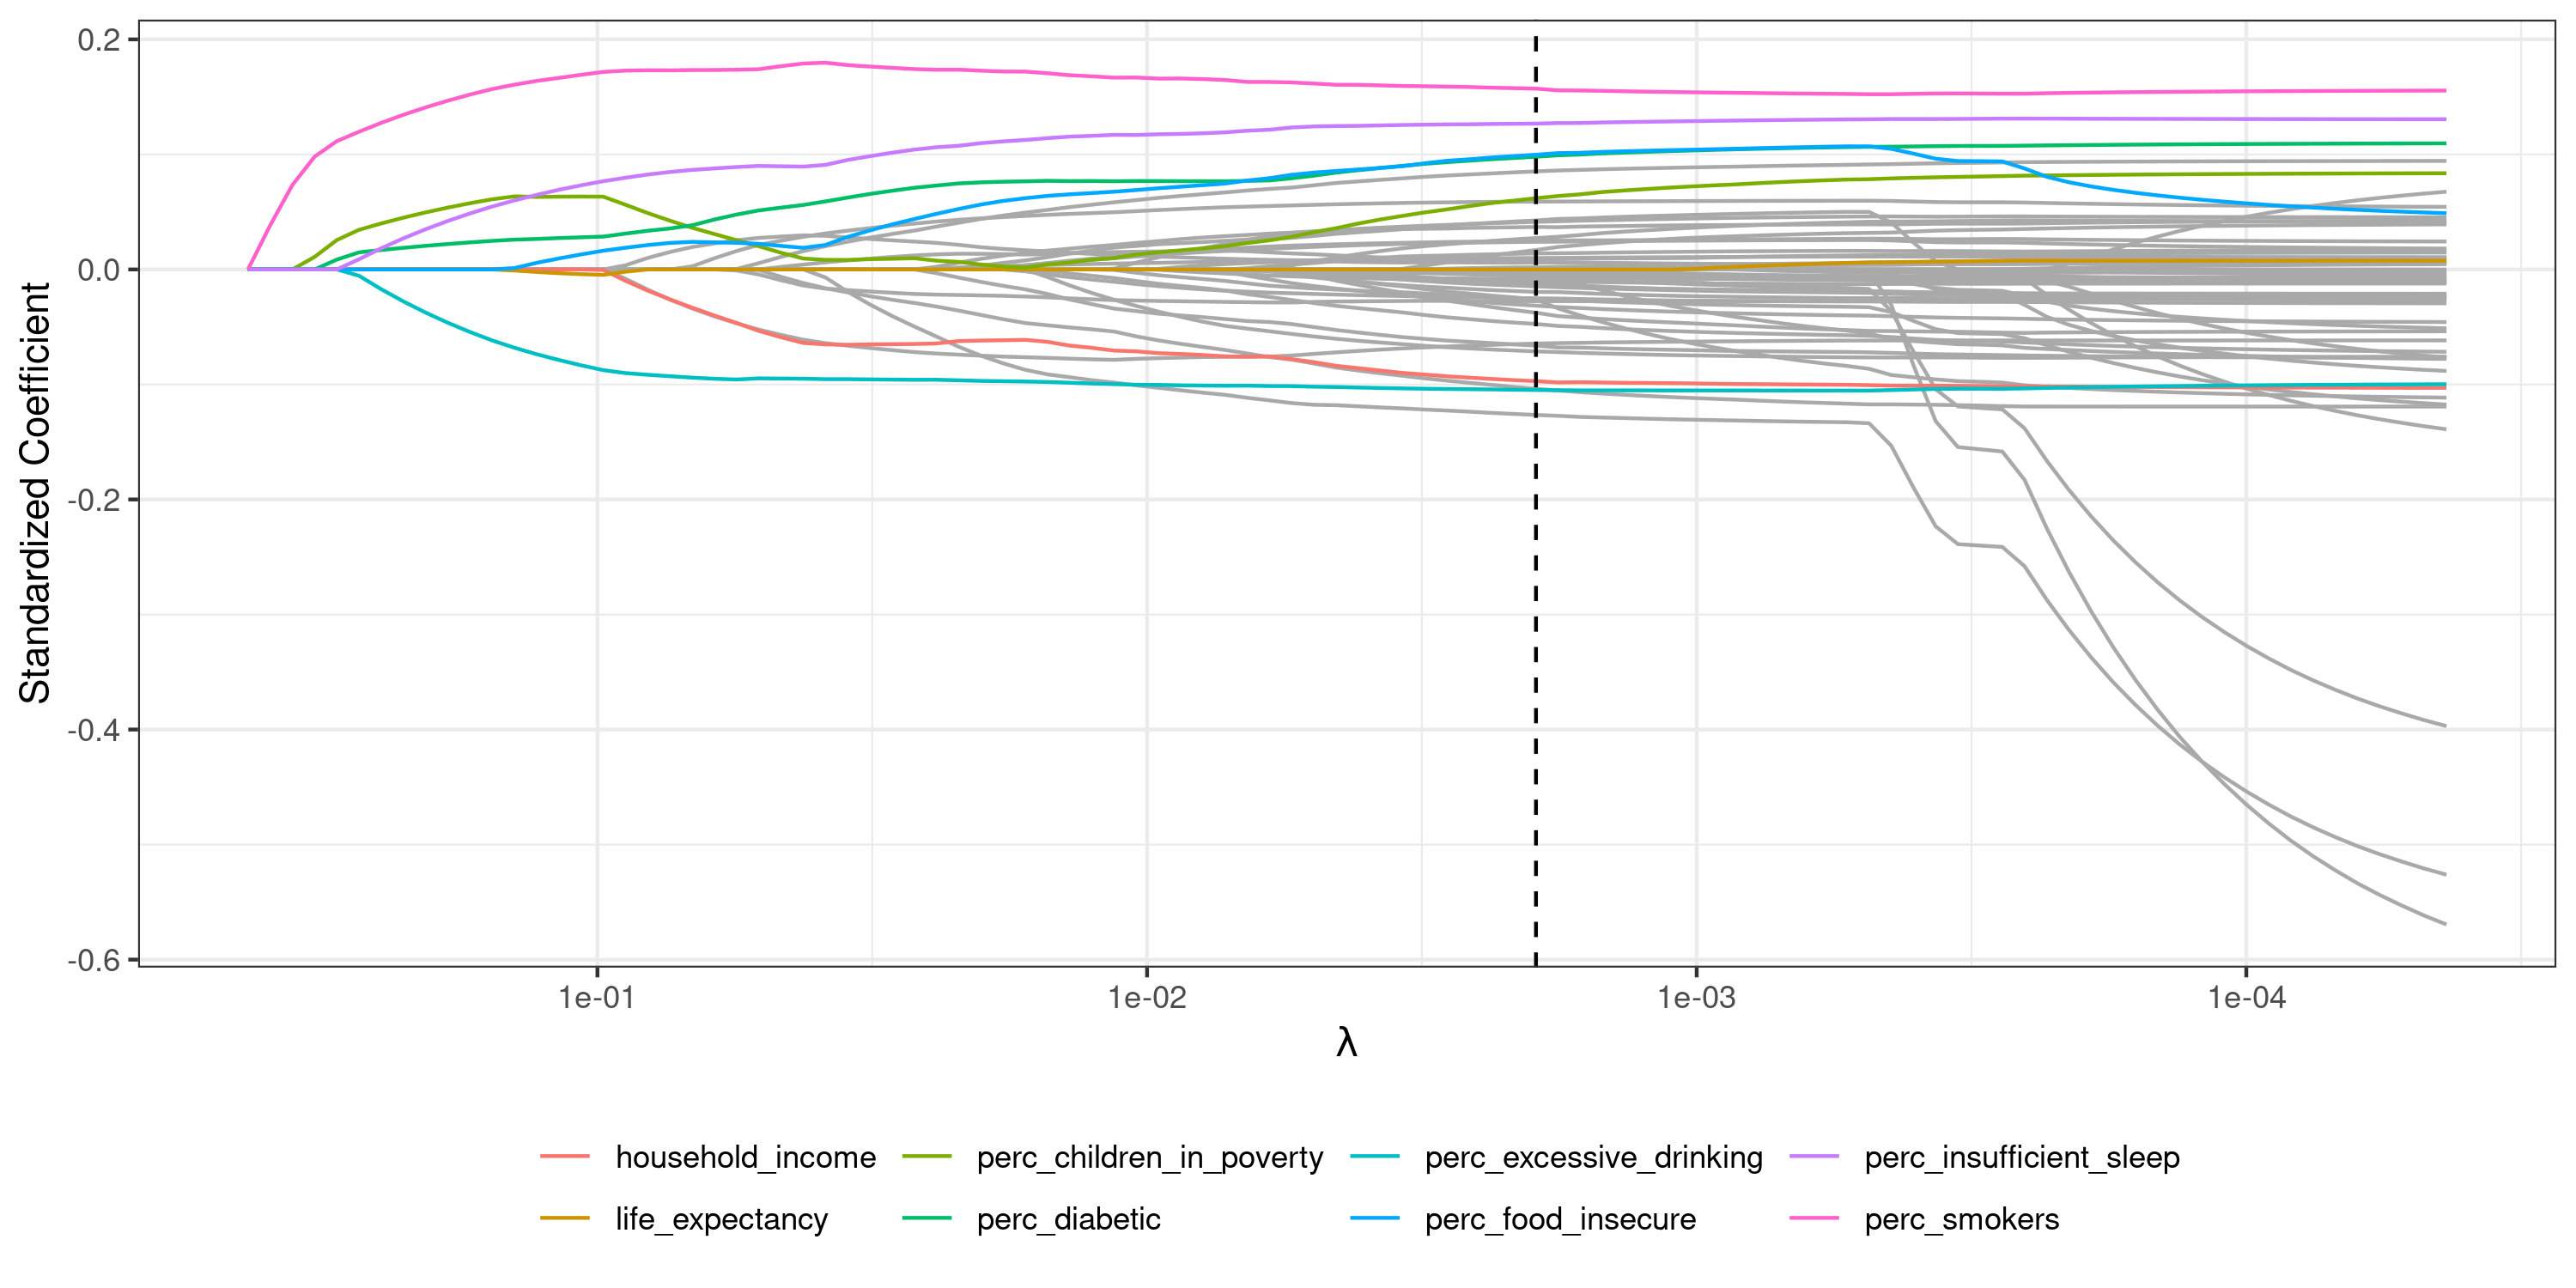 0.2
0.0
-0.2
-0.4
-0.6
Standardized Coefficient
1e-01 1e-02 1e-03 1e-04
λ
household_income perc_children_in_poverty perc_excessive_drinking perc_insufficient_sleep
life_expectancy perc_diabetic perc_food_insecure perc_smokers